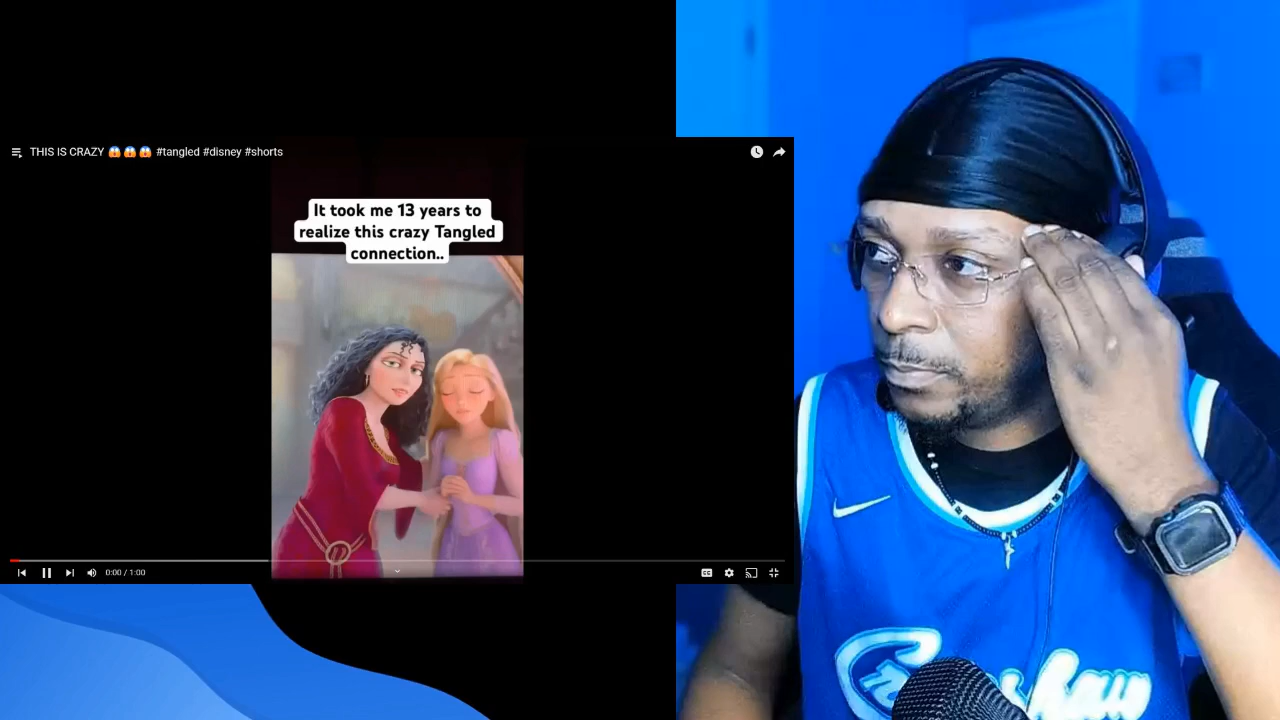 THIS IS CRAZY 😱😱😱 #tangled #disney #shorts
It took me 13 years to
realize this crazy Tangled
connection..
0:00 / 1:00
CC